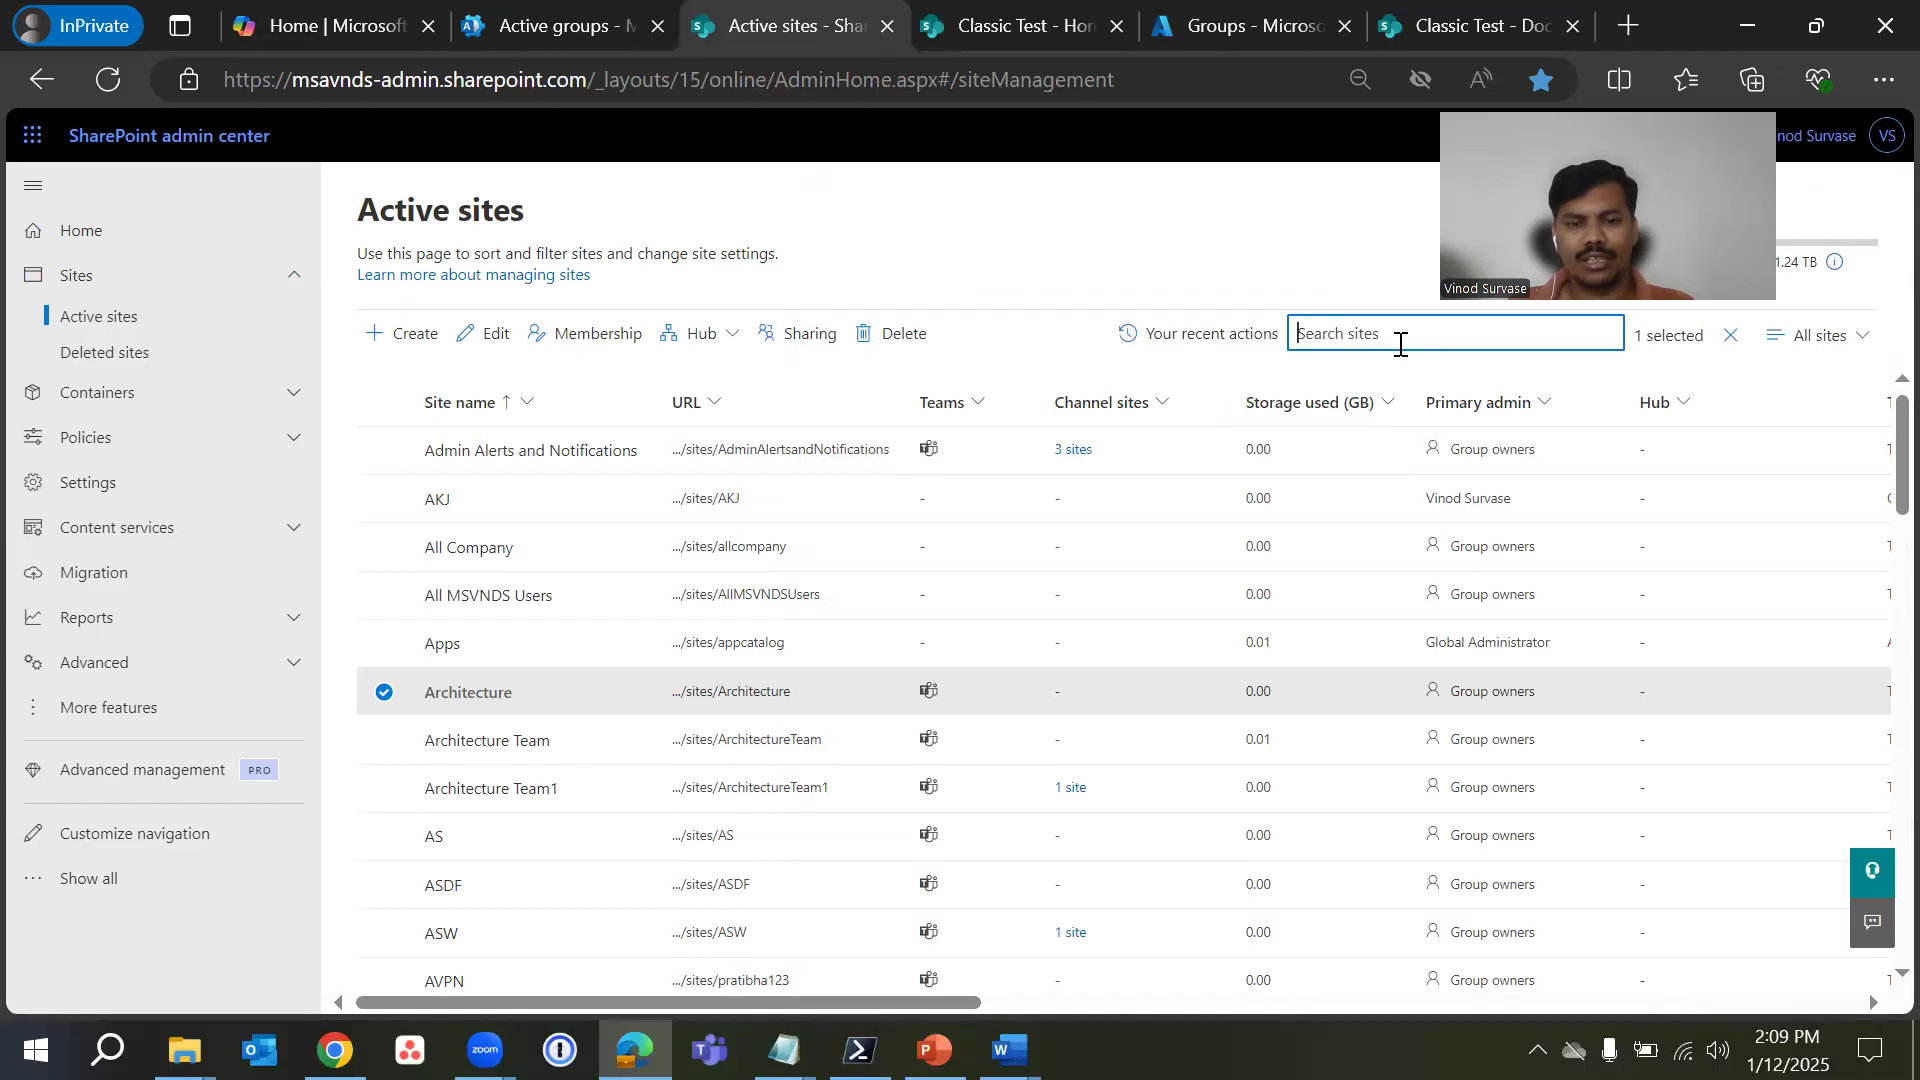 InPrivate
Home | Microsoft
Active groups - M
Active sites - Shar
Classic Test - Hom
Groups - Microso
Classic Test - Doc
https://msavnds-admin.sharepoint.com/_layouts/15/online/AdminHome.aspx#/siteManagement
SharePoint admin center
nod Survase
VS
Home
Sites
Active sites
Deleted sites
Containers
Policies
Settings
Content services
Migration
Reports
Advanced
More features
Advanced management PRO
Customize navigation
Show all
Active sites
Use this page to sort and filter sites and change site settings.
Learn more about managing sites
1.24 TB
Vinod Survase
Create Edit Membership Hub Sharing Delete Your recent actions Search sites 1 selected All sites
Site name ↑ URL Teams Channel sites Storage used (GB) Primary admin Hub T
Admin Alerts and Notifications .../sites/AdminAlertsandNotifications 3 sites 0.00 Group owners - T
AKJ .../sites/AKJ - - 0.00 Vinod Survase -
All Company .../sites/allcompany - - 0.00 Group owners - T
All MSVNDS Users .../sites/AllMSVNDSUsers - - 0.00 Group owners - T
Apps .../sites/appcatalog - - 0.01 Global Administrator -
Architecture .../sites/Architecture - 0.00 Group owners - T
Architecture Team .../sites/ArchitectureTeam - 0.01 Group owners - T
Architecture Team1 .../sites/ArchitectureTeam1 1 site 0.00 Group owners - T
AS .../sites/AS - 0.00 Group owners - T
ASDF .../sites/ASDF - 0.00 Group owners - T
ASW .../sites/ASW 1 site 0.00 Group owners - T
AVPN .../sites/pratibha123 - 0.00 Group owners - T
zoom
2:09 PM
1/12/2025